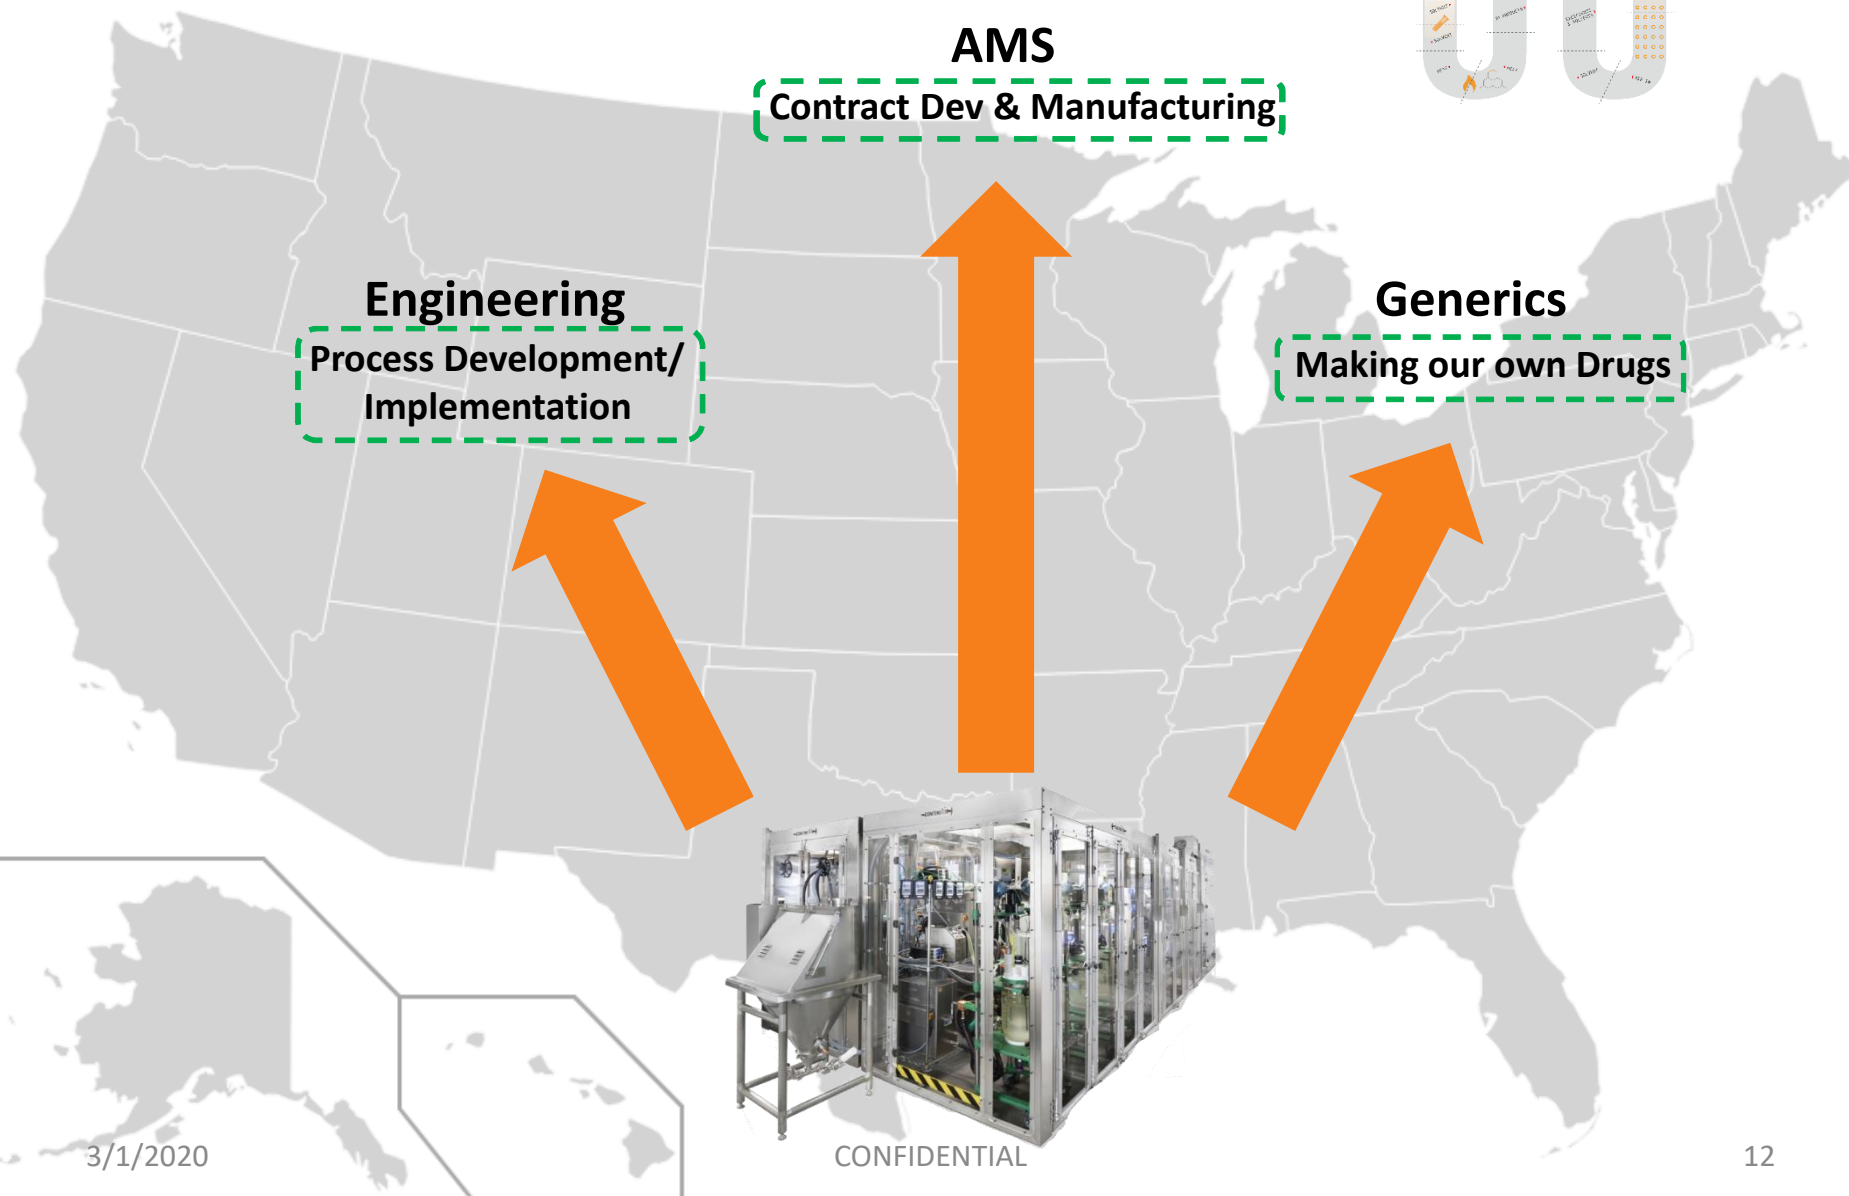 AMS
Contract Dev & Manufacturing
Engineering
Process Development/
Implementation
Generics
Making our own Drugs
3/1/2020
CONFIDENTIAL
12